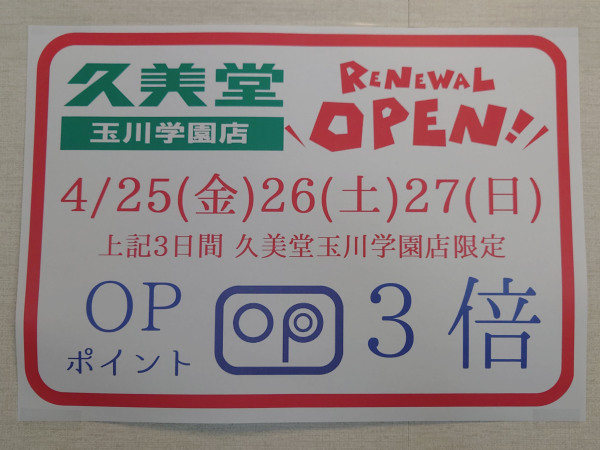 久美堂
玉川学園店
RENEWAL
OPEN!!
4/25(金)26(土)27(日)
上記3日間 久美堂玉川学園店限定
OP
ポイント
OP
3倍